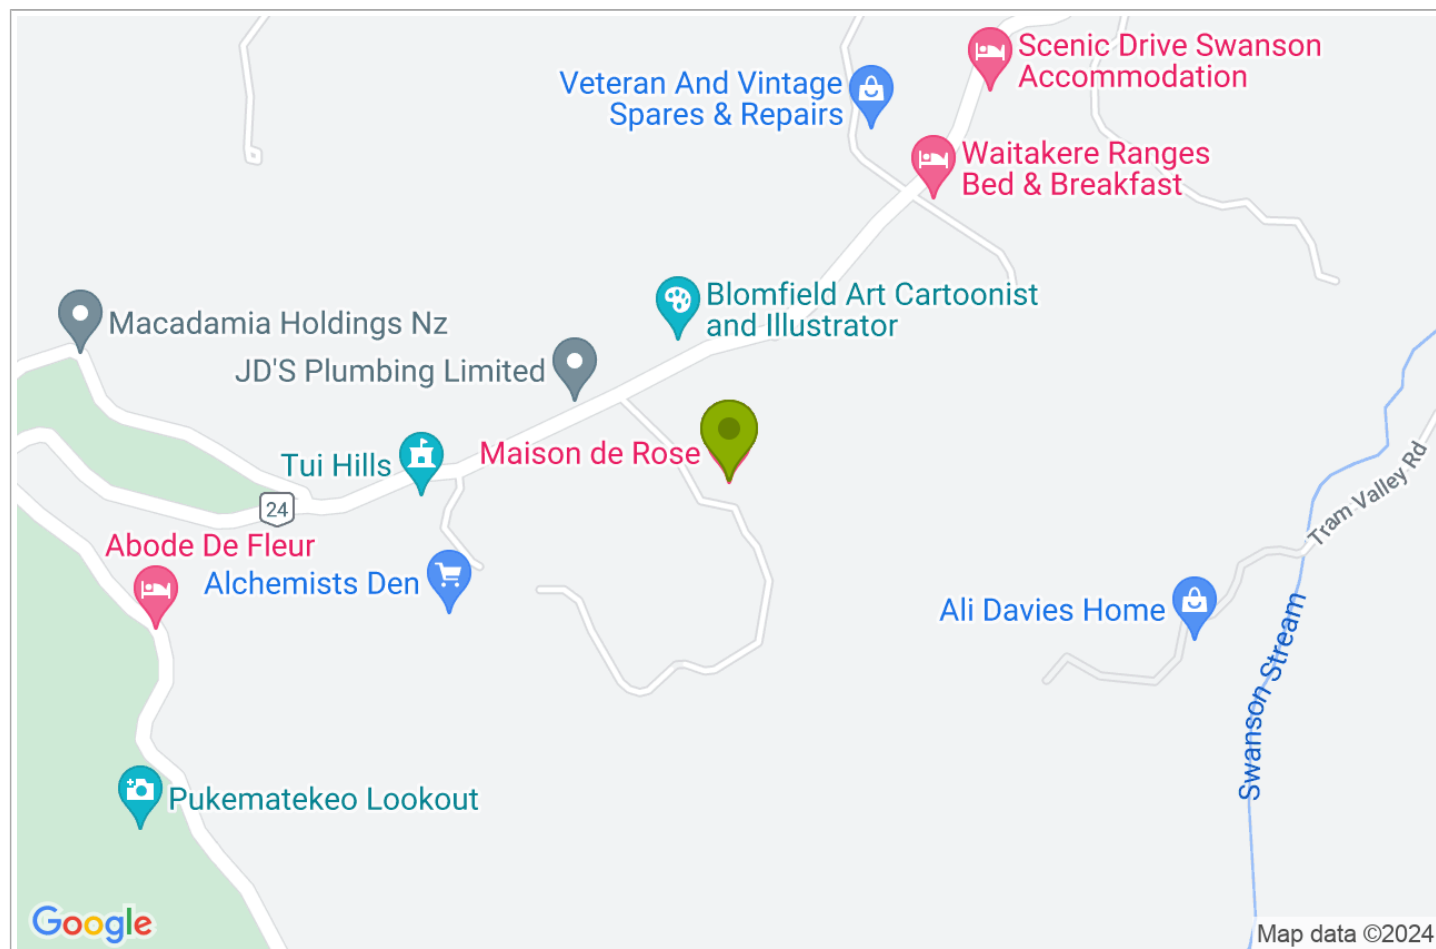 Scenic Drive Swanson
Accommodation
Veteran And Vintage
Spares & Repairs
Waitakere Ranges
Bed & Breakfast
Blomfield Art Cartoonist
and Illustrator
Macadamia Holdings Nz
JD'S Plumbing Limited
Maison de Rose
Tui Hills
24
Tram Valley Rd
Abode De Fleur
Alchemists Den
Ali Davies Home
Swanson Stream
Pukematekeo Lookout
Google
Map data ©2024